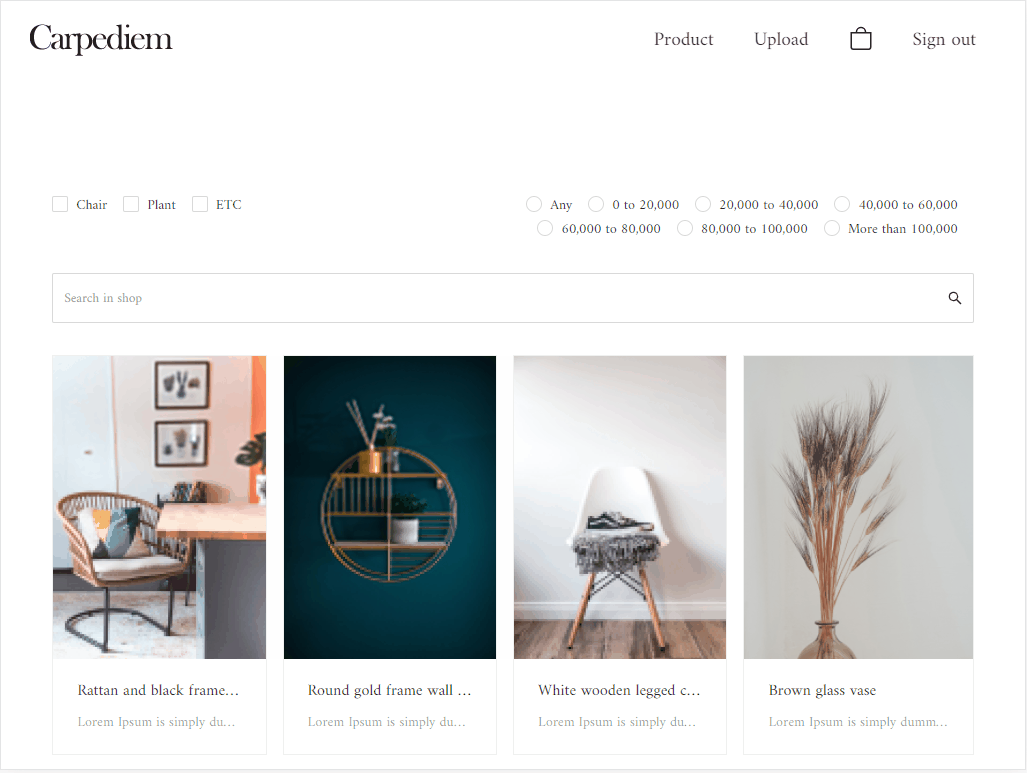 Carpediem Product Upload Sign out
Chair Plant ETC Any 0 to 20,000 20,000 to 40,000 40,000 to 60,000
60,000 to 80,000 80,000 to 100,000 More than 100,000
Search in shop
Rattan and black frame... Round gold frame wall ... White wooden legged c... Brown glass vase
Lorem Ipsum is simply du... Lorem Ipsum is simply du... Lorem Ipsum is simply du... Lorem Ipsum is simply dumm...